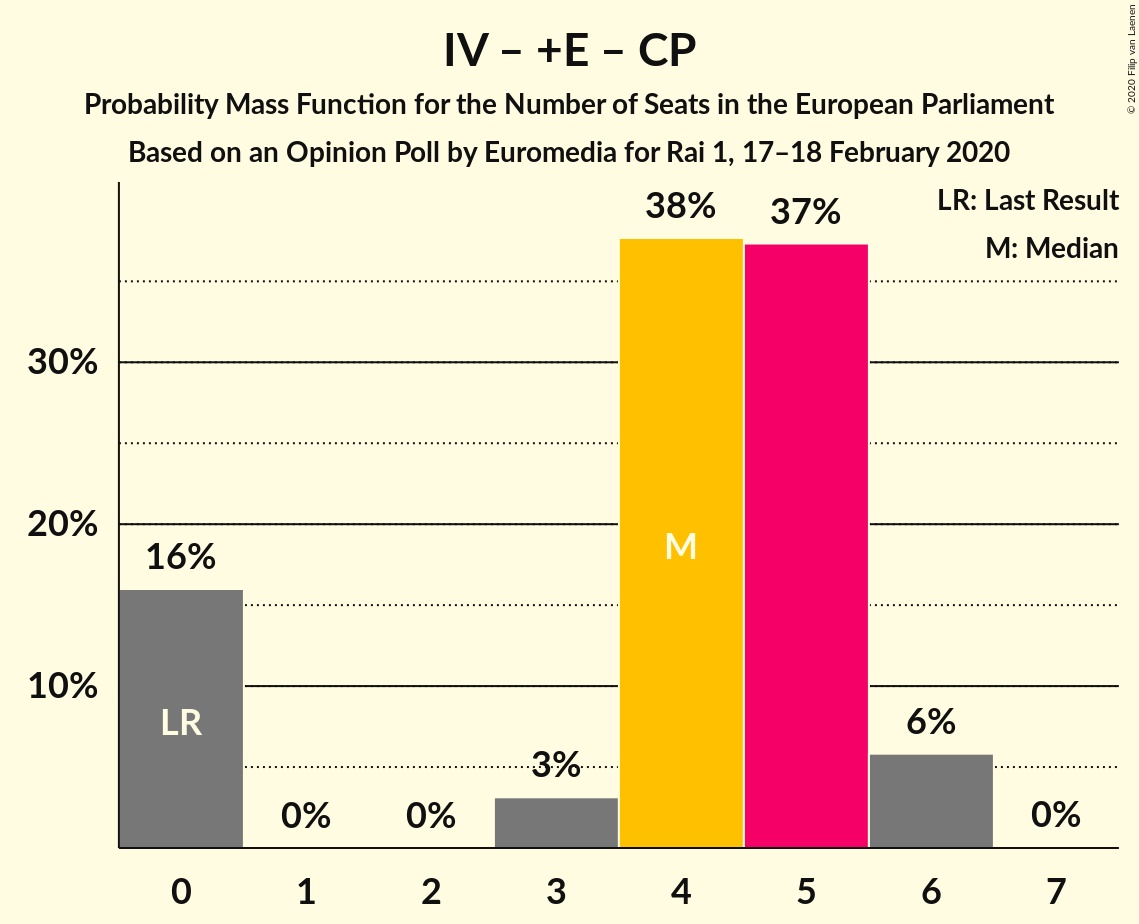 IV – +E – CP
Probability Mass Function for the Number of Seats in the European Parliament
Based on an Opinion Poll by Euromedia for Rai 1, 17–18 February 2020
© 2020 Filip van Laenen
LR: Last Result
M: Median
38%
37%
30%
20%
16%
10%
LR
M
3%
6%
0%
0%
0%
0 1 2 3 4 5 6 7